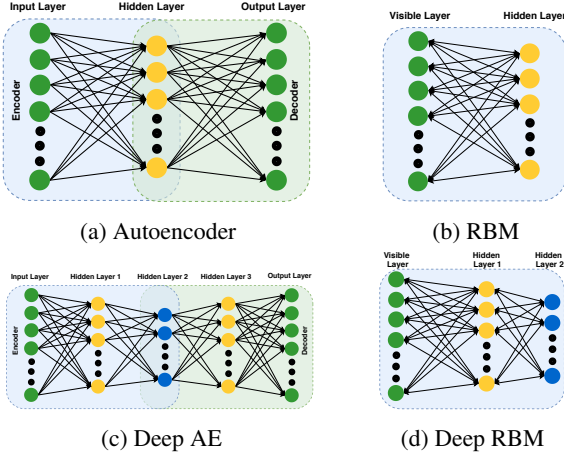 Input Layer
Hidden Layer
Output Layer
Encoder
Decoder
(a) Autoencoder
Visible Layer
Hidden Layer
(b) RBM
Input Layer
Hidden Layer 1
Hidden Layer 2
Hidden Layer 3
Output Layer
Encoder
Decoder
(c) Deep AE
Visible
Layer
Hidden
Layer 1
Hidden
Layer 2
(d) Deep RBM